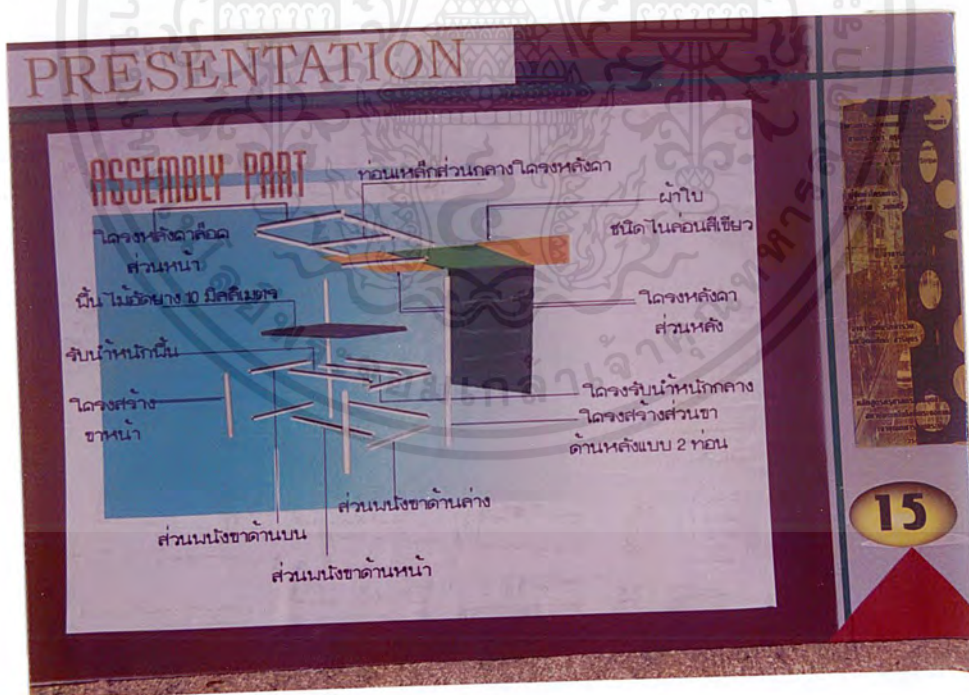 PRESENTATION
ASSEMBLY PART
ท่อนเหล็กส่วนกลางโครงหลังคา
ผ้าใบ
ชนิดไนล่อนสีเขียว
โครงหลังคาล็อค
ส่วนหน้า
พื้นไม้อัดยาง 10 มิลลิเมตร
โครงหลังคา
ส่วนหลัง
รับน้ำหนักพื้น
โครงสร้าง
ขาหน้า
โครงรับน้ำหนักกลาง
โครงสร้างส่วนขา
ด้านหลังแบบ 2 ท่อน
ส่วนพนังขาด้านล่าง
ส่วนพนังขาด้านบน
ส่วนพนังขาด้านหน้า
15